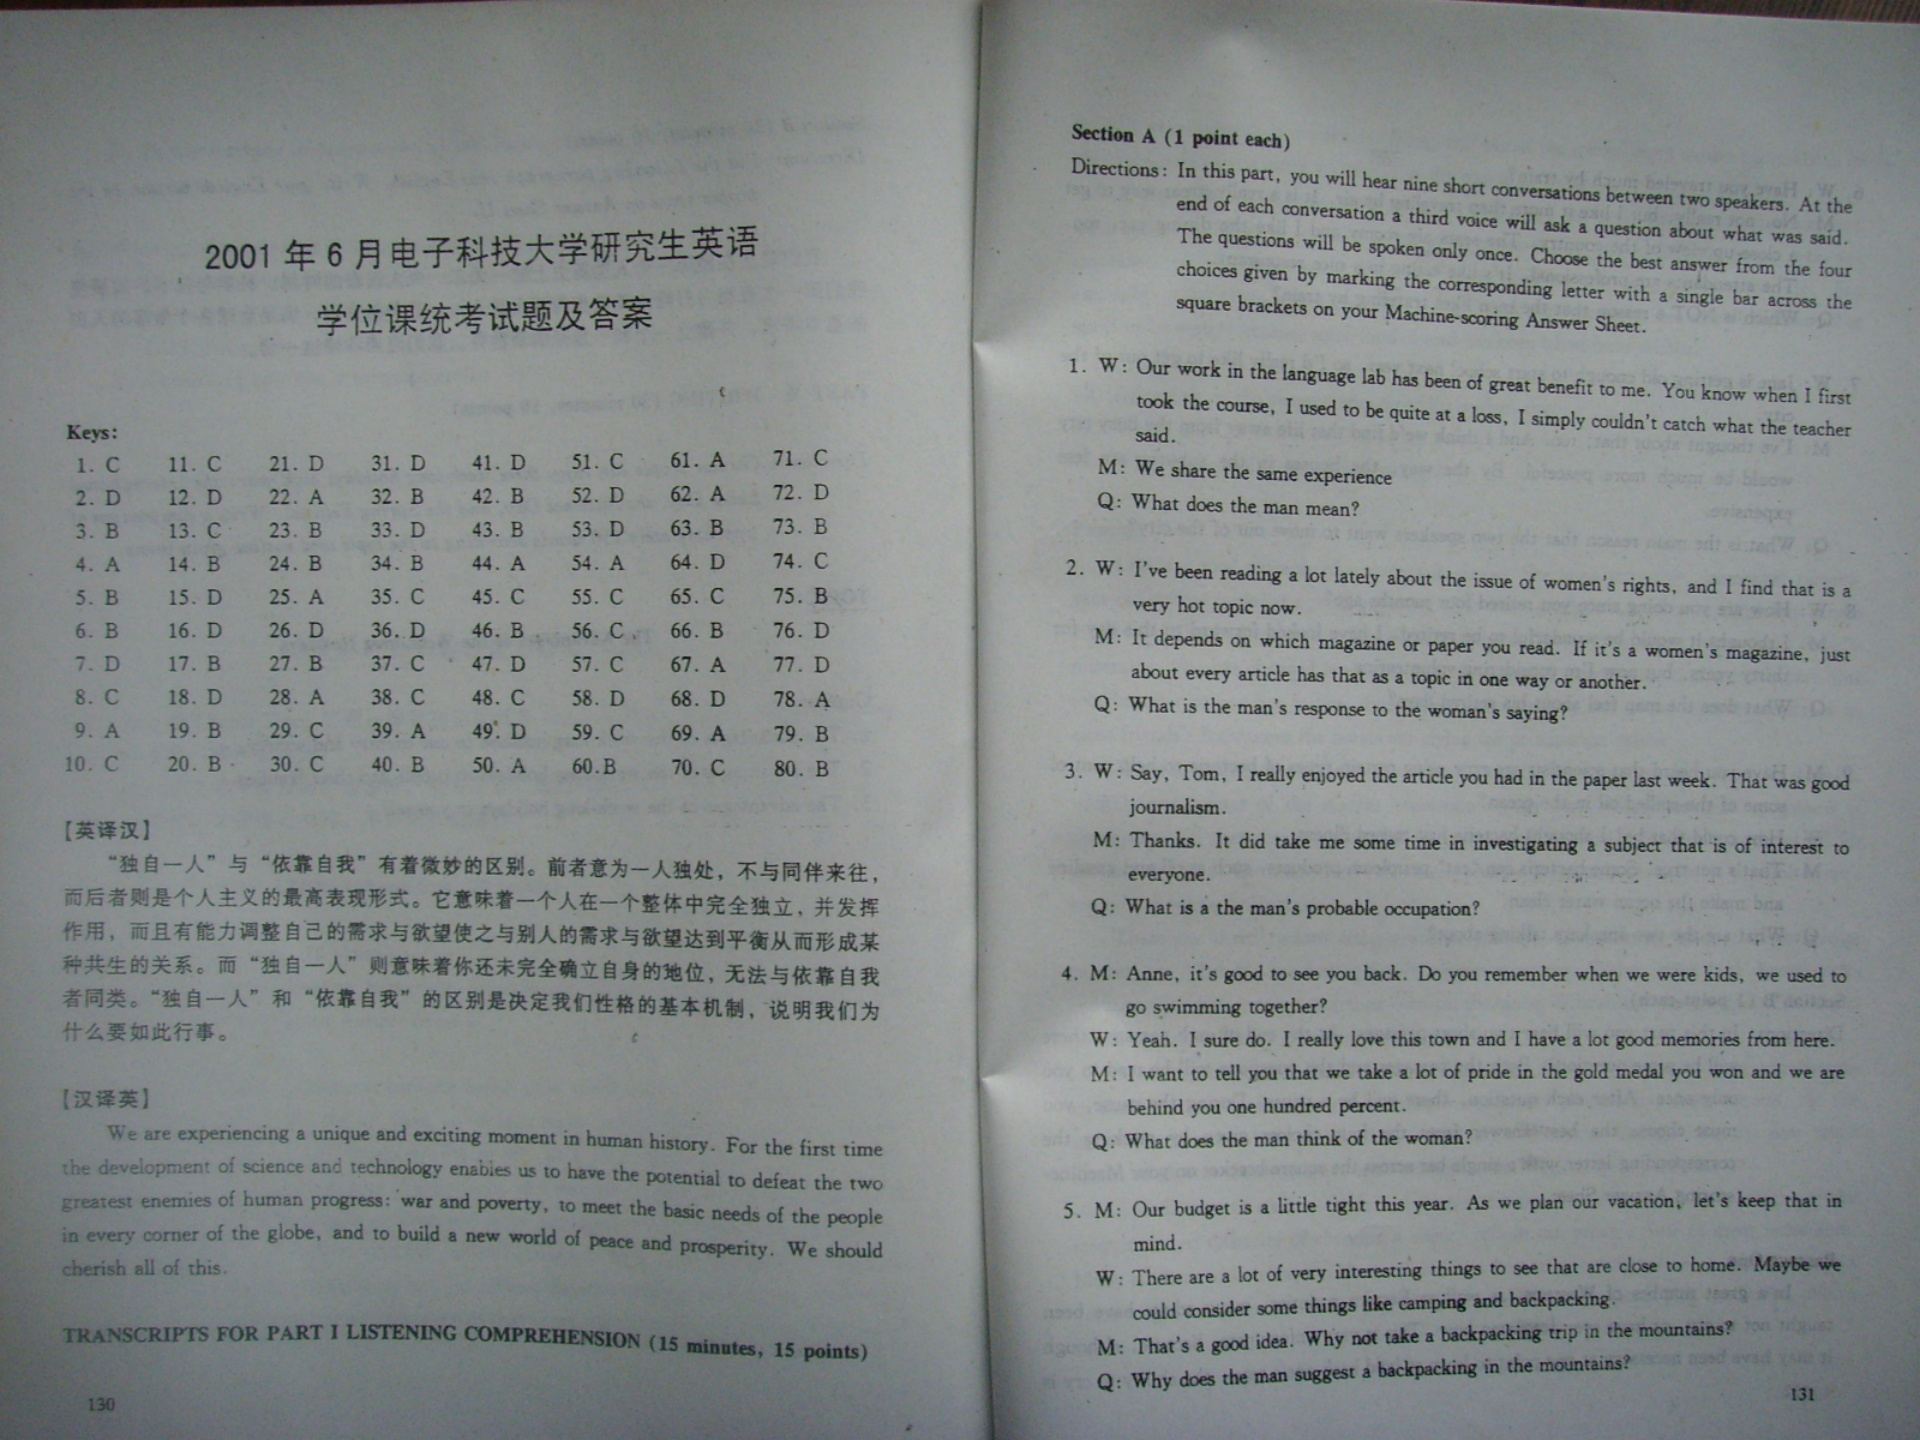 2001 年 6 月电子科技大学研究生英语
学位课统考试题及答案
Keys:
1. C 11. C 21. D 31. D 41. D 51. C 61. A 71. C
2. D 12. D 22. A 32. B 42. B 52. D 62. A 72. D
3. B 13. C 23. B 33. D 43. B 53. D 63. B 73. B
4. A 14. B 24. B 34. B 44. A 54. A 64. D 74. C
5. B 15. D 25. A 35. C 45. C 55. C 65. C 75. B
6. B 16. D 26. D 36. D 46. B 56. C 66. B 76. D
7. D 17. B 27. B 37. C 47. D 57. C 67. A 77. D
8. C 18. D 28. A 38. C 48. C 58. D 68. D 78. A
9. A 19. B 29. C 39. A 49. D 59. C 69. A 79. B
10. C 20. B 30. C 40. B 50. A 60.B 70. C 80. B
【英译汉】
“独自一人”与“依靠自我”有着微妙的区别。前者意为一人独处，不与同伴来往，
而后者则是个人主义的最高表现形式。它意味着一个人在一个整体中完全独立，并发挥
作用，而且有能力调整自己的需求与欲望使之与别人的需求与欲望达到平衡从而形成某
种共生的关系。而“独自一人”则意味着你还未完全确立自身的地位，无法与依靠自我
者同类。“独自一人”和“依靠自我”的区别是决定我们性格的基本机制，说明我们为
什么要如此行事。
【汉译英】
We are experiencing a unique and exciting moment in human history. For the first time
the development of science and technology enables us to have the potential to defeat the two
greatest enemies of human progress: war and poverty, to meet the basic needs of the people
in every corner of the globe, and to build a new world of peace and prosperity. We should
cherish all of this.
TRANSCRIPTS FOR PART I LISTENING COMPREHENSION (15 minutes, 15 points)
130
Section A (1 point each)
Directions: In this part, you will hear nine short conversations between two speakers. At the
end of each conversation a third voice will ask a question about what was said.
The questions will be spoken only once. Choose the best answer from the four
choices given by marking the corresponding letter with a single bar across the
square brackets on your Machine-scoring Answer Sheet.
1. W: Our work in the language lab has been of great benefit to me. You know when I first
took the course, I used to be quite at a loss, I simply couldn't catch what the teacher
said.
M: We share the same experience
Q: What does the man mean?
2. W: I've been reading a lot lately about the issue of women's rights, and I find that is a
very hot topic now.
M: It depends on which magazine or paper you read. If it's a women's magazine, just
about every article has that as a topic in one way or another.
Q: What is the man's response to the woman's saying?
3. W: Say, Tom, I really enjoyed the article you had in the paper last week. That was good
journalism.
M: Thanks. It did take me some time in investigating a subject that is of interest to
everyone.
Q: What is a the man's probable occupation?
4. M: Anne, it's good to see you back. Do you remember when we were kids, we used to
go swimming together?
W: Yeah. I sure do. I really love this town and I have a lot good memories from here.
M: I want to tell you that we take a lot of pride in the gold medal you won and we are
behind you one hundred percent.
Q: What does the man think of the woman?
5. M: Our budget is a little tight this year. As we plan our vacation, let's keep that in
mind.
W: There are a lot of very interesting things to see that are close to home. Maybe we
could consider some things like camping and backpacking.
M: That's a good idea. Why not take a backpacking trip in the mountains?
Q: Why does the man suggest a backpacking in the mountains?
131